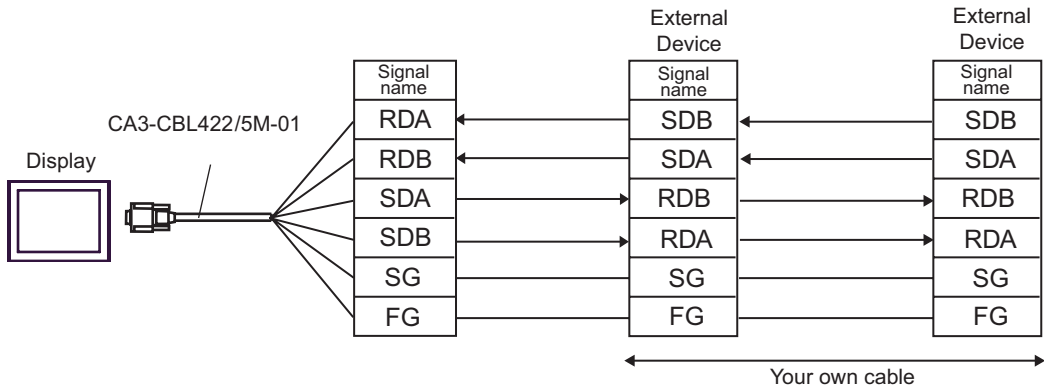 External
Device
External
Device
CA3-CBL422/5M-01
Display
Signal
name
RDA
RDB
SDA
SDB
SG
FG
Signal
name
SDB
SDA
RDB
RDA
SG
FG
Signal
name
SDB
SDA
RDB
RDA
SG
FG
Your own cable